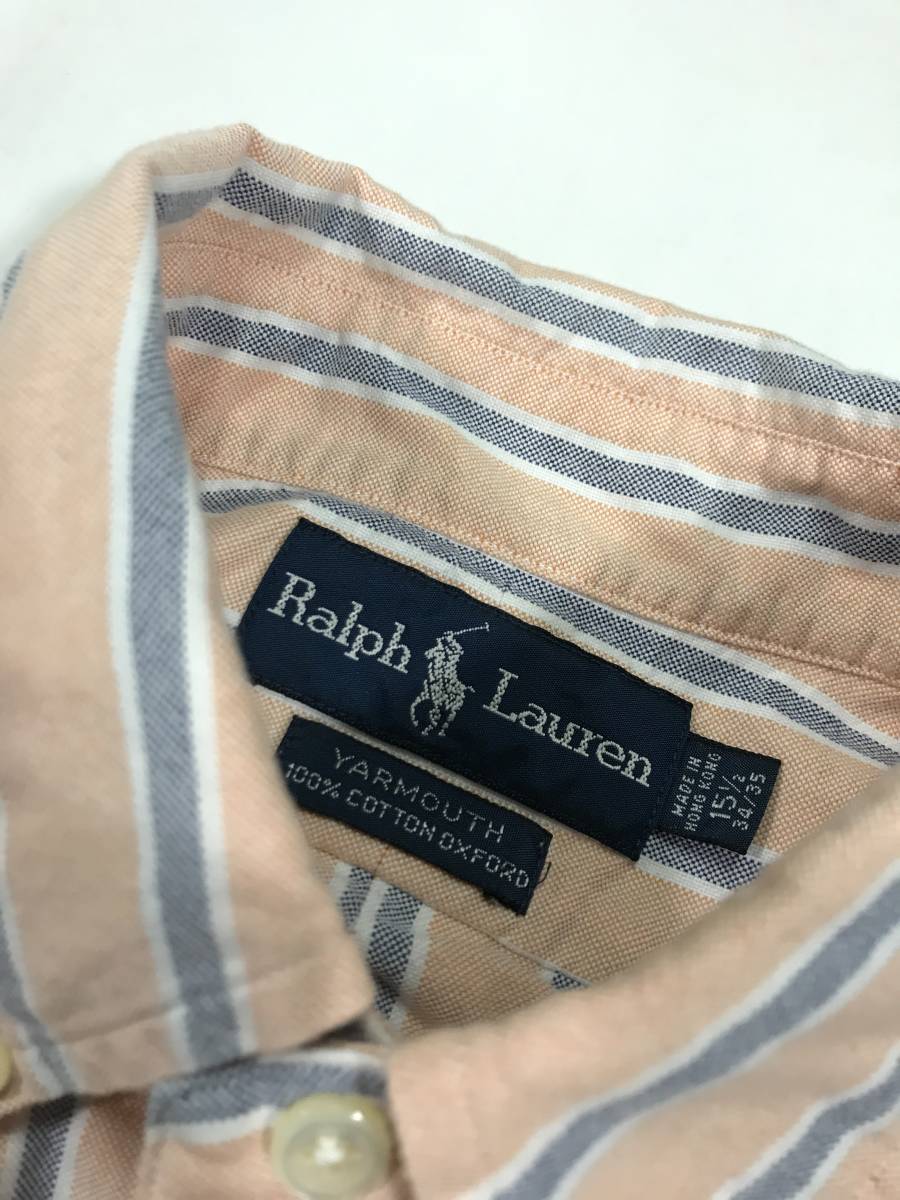 Ralph Lauren
YARMOUTH
100% COTTON OXFORD
MADE IN
HONG KONG
15½
34/35